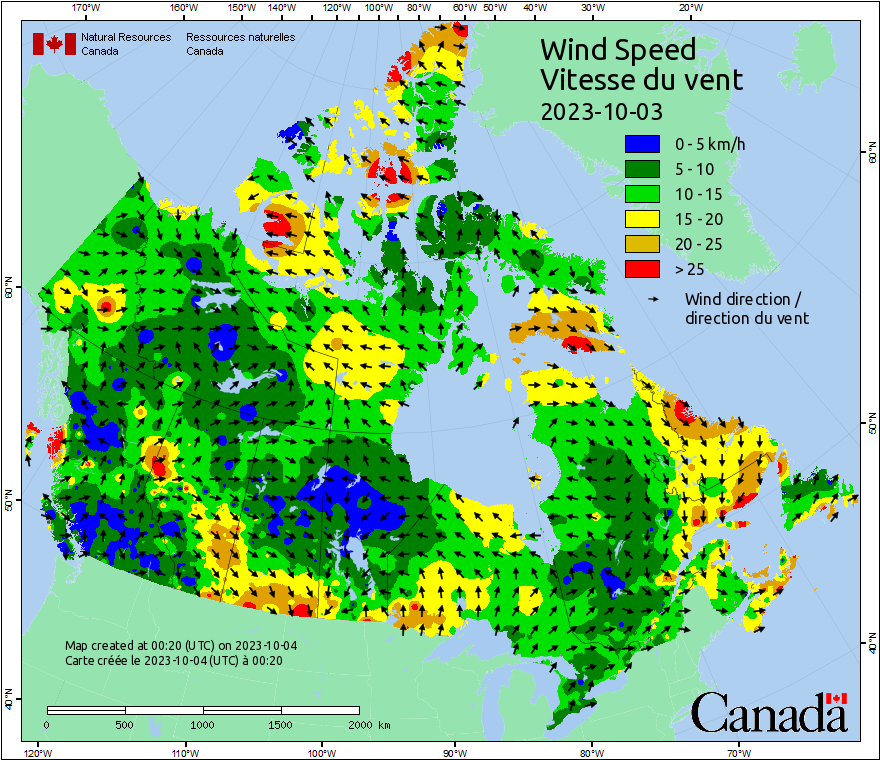 170°W 160°W 150°W 140°W 120°W 100°W 80°W 60°W 50°W 40°W 30°W 20°W
Natural Resources Canada
Ressources naturelles Canada
Wind Speed
Vitesse du vent
2023-10-03
0 - 5 km/h
5 - 10
10 - 15
15 - 20
20 - 25
> 25
Wind direction /
direction du vent
60°N
50°N
40°N
60°N
50°N
40°N
Map created at 00:20 (UTC) on 2023-10-04
Carte créée le 2023-10-04 (UTC) à 00:20
0 500 1000 1500 2000 km
Canada
120°W 110°W 100°W 90°W 80°W 70°W